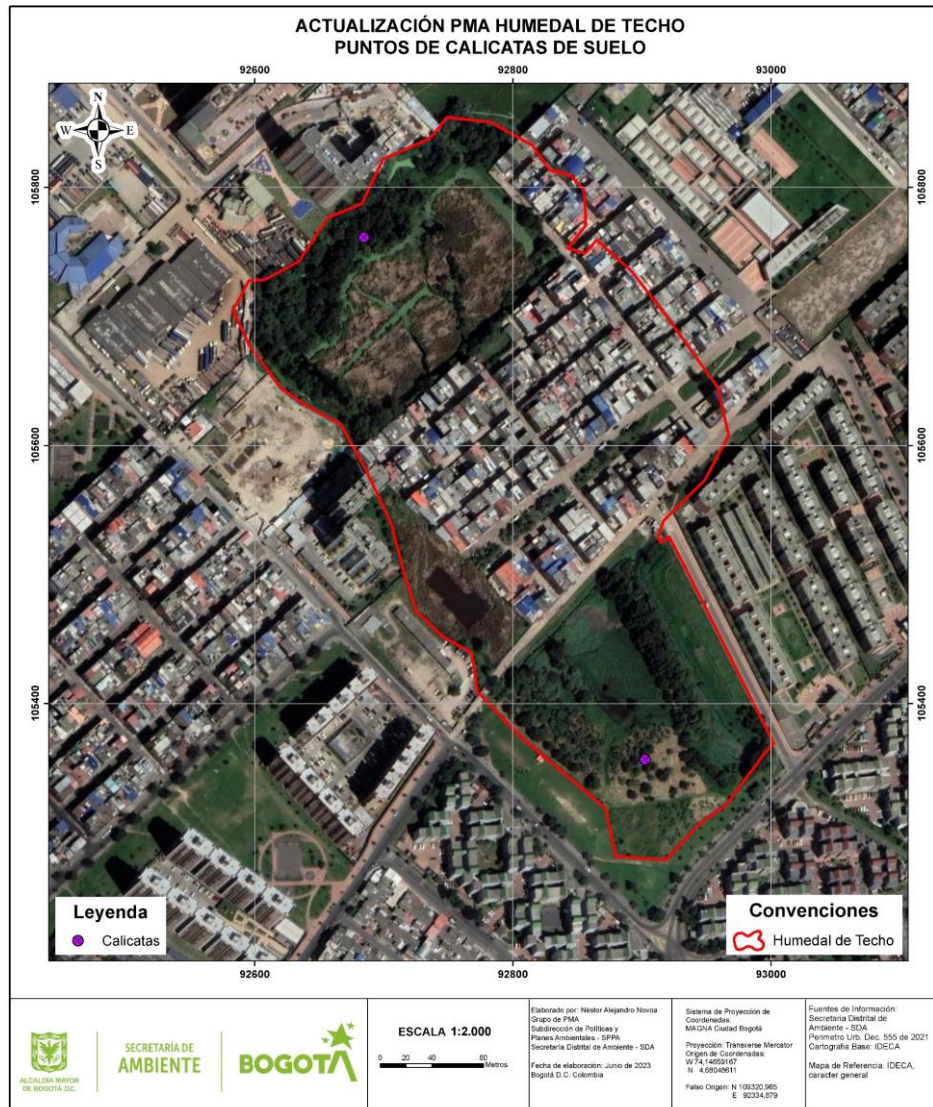 ACTUALIZACIÓN PMA HUMEDAL DE TECHO
PUNTOS DE CALICATAS DE SUELO
92600 92800 93000
N
W E
S
105800 105800
105600 105600
105400 105400
Leyenda
Calicatas
Convenciones
Humedal de Techo
92600 92800 93000
ALCALDÍA MAYOR
DE BOGOTÁ D.C.
SECRETARÍA DE
AMBIENTE
BOGOTÁ
ESCALA 1:2.000
0 20 40 60
Metros
Elaborado por: Néstor Alejandro Novoa
Grupo de PMA
Subdirección de Políticas y
Planes Ambientales - SPPA
Secretaría Distrital de Ambiente - SDA
Fecha de elaboración: Junio de 2023
Bogotá D.C. Colombia
Sistema de Proyección de
Coordenadas:
MAGNA Ciudad Bogotá
Proyección: Transverse Mercator
Origen de Coordenadas:
W 74,14659167
N 4,68048611
Falso Origen: N 109320,965
E 92334,879
Fuentes de Información:
Secretaria Distrital de
Ambiente - SDA
Perimetro Urb. Dec. 555 de 2021
Cartografía Base: IDECA
Mapa de Referencia: IDECA,
caracter general